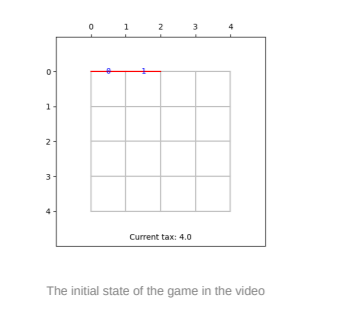 0 1 2 3 4
0 0 1
1
2
3
4
Current tax: 4.0
The initial state of the game in the video